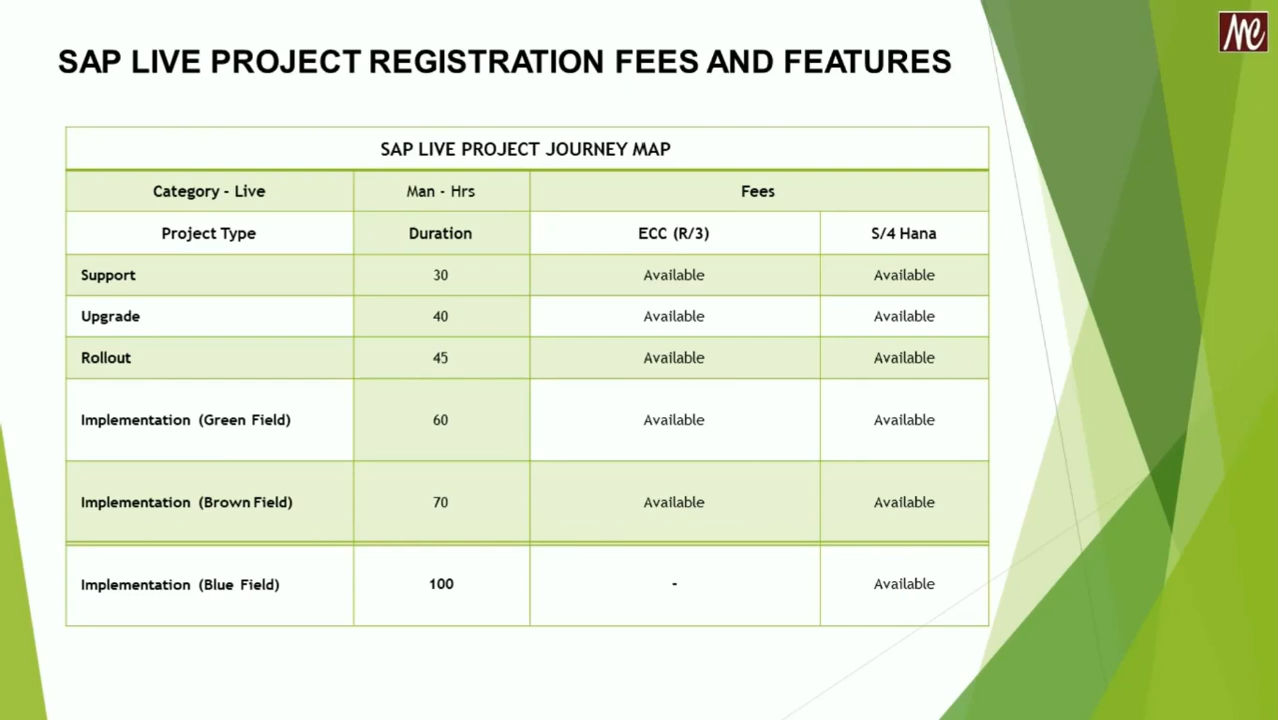 SAP LIVE PROJECT REGISTRATION FEES AND FEATURES
SAP LIVE PROJECT JOURNEY MAP
Category - Live Man - Hrs Fees
Project Type Duration ECC (R/3) S/4 Hana
Support 30 Available Available
Upgrade 40 Available Available
Rollout 45 Available Available
Implementation (Green Field) 60 Available Available
Implementation (Brown Field) 70 Available Available
Implementation (Blue Field) 100 - Available